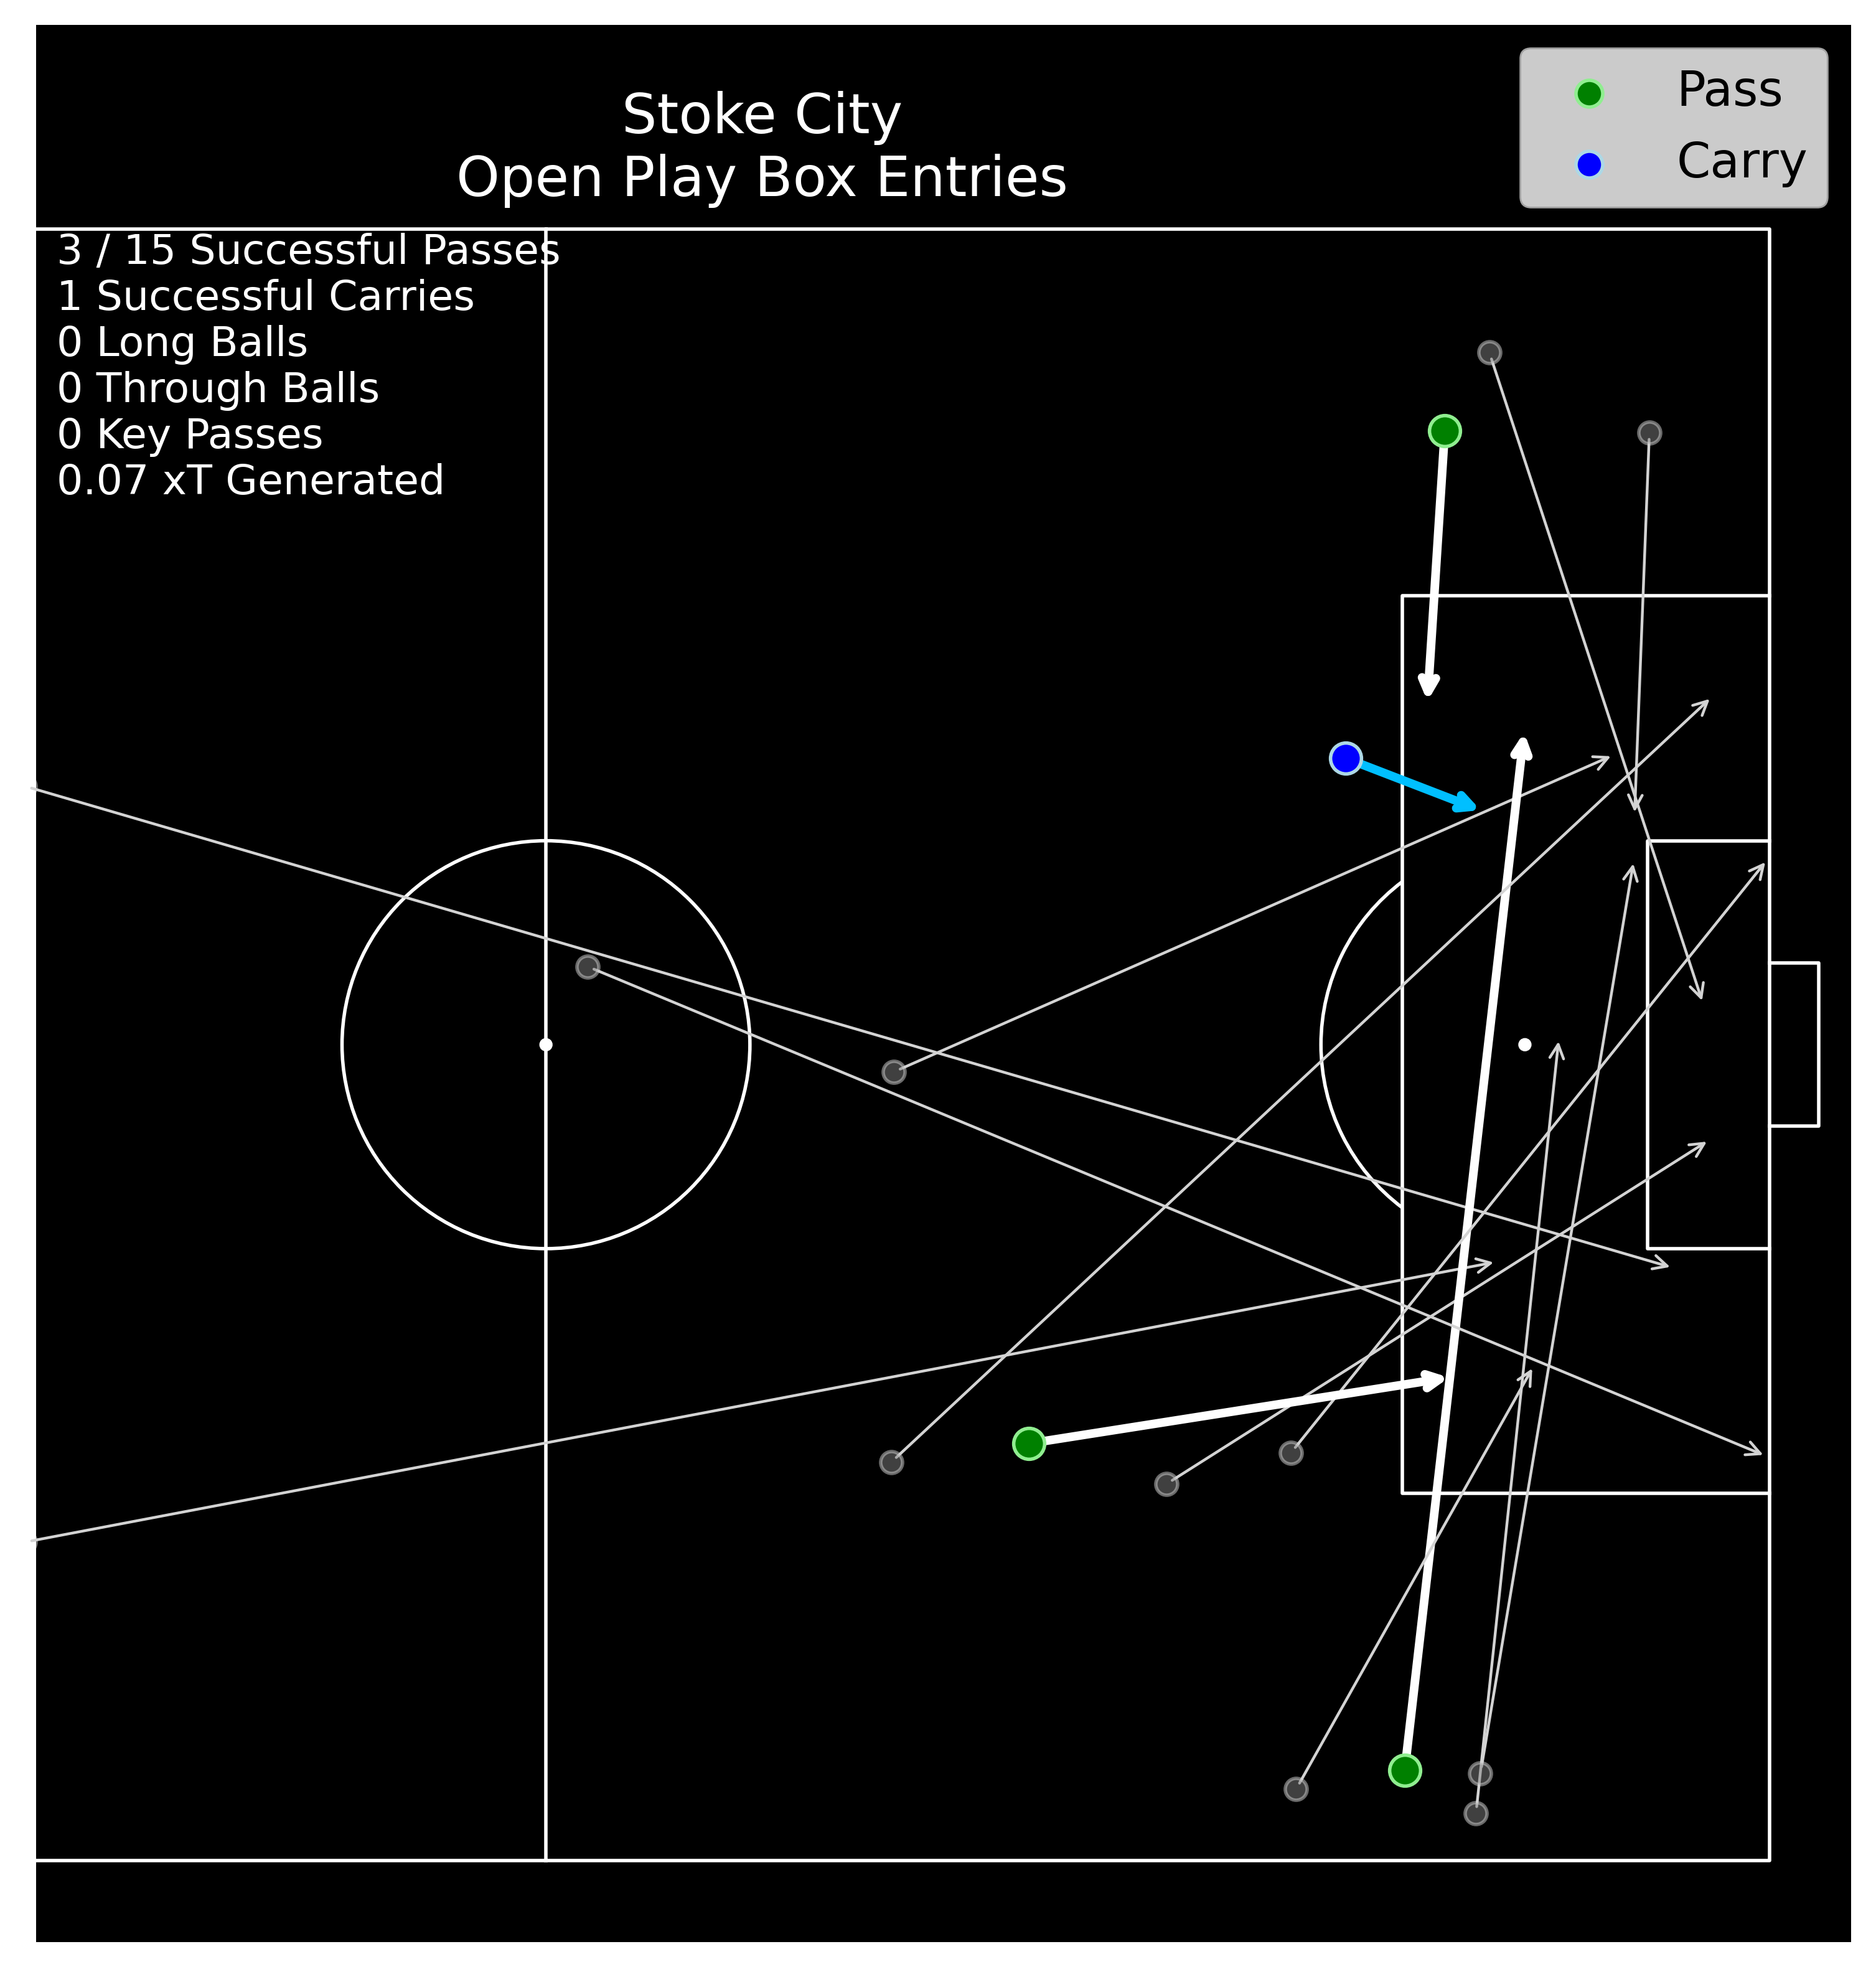 Stoke City
Open Play Box Entries
Pass
Carry
3 / 15 Successful Passes
1 Successful Carries
0 Long Balls
0 Through Balls
0 Key Passes
0.07 xT Generated